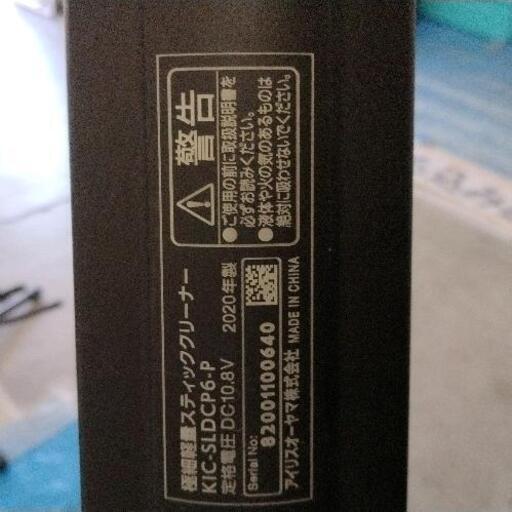 極細軽量スティッククリーナー
KIC-SLDCP6-P
定格電圧 DC10.8V 2020年製
Serial No:
82001100640
アイリスオーヤマ株式会社 MADE IN CHINA
警告
●ご使用の前に取扱説明書を
必ずお読みください。
●液体や火の気のあるものは
絶対に吸わせないでください。